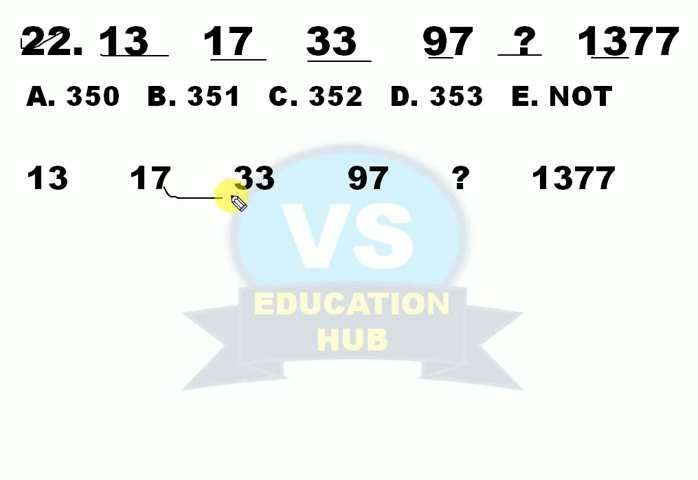 22. 13 17 33 97 ? 1377
A. 350 B. 351 C. 352 D. 353 E. NOT
13 17 33 97 ? 1377
VS
EDUCATION
HUB